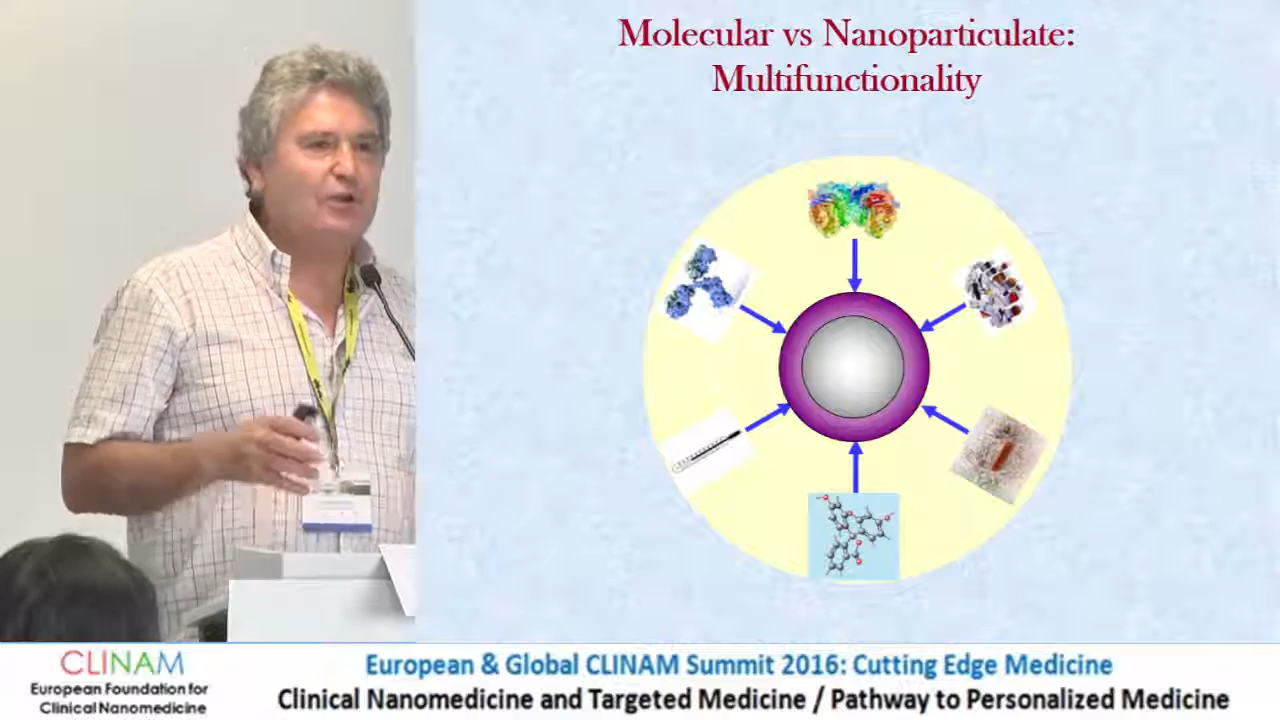 Molecular vs Nanoparticulate:
Multifunctionality
CLINAM
European Foundation for
Clinical Nanomedicine
European & Global CLINAM Summit 2016: Cutting Edge Medicine
Clinical Nanomedicine and Targeted Medicine / Pathway to Personalized Medicine